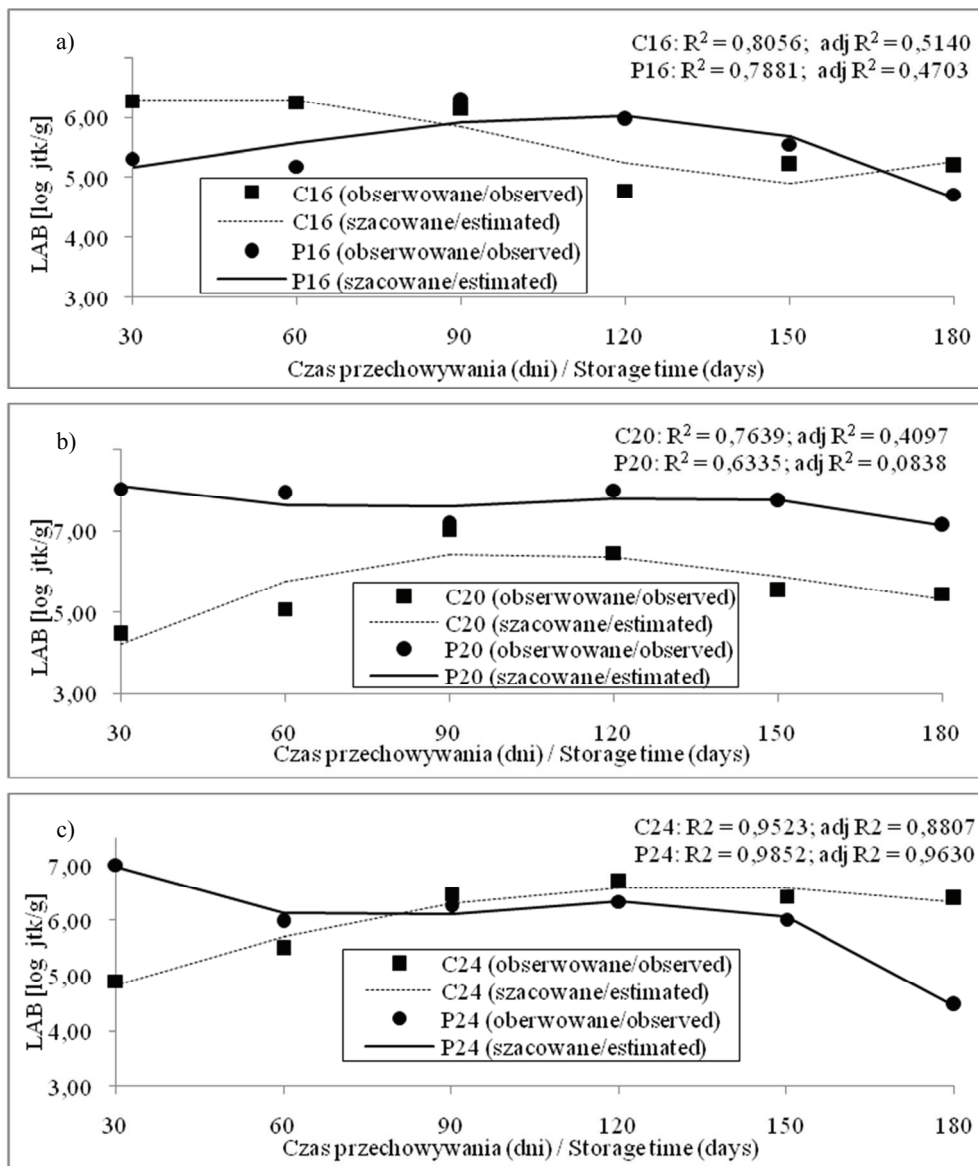 a)
C16: R² = 0,8056; adj R² = 0,5140
P16: R² = 0,7881; adj R² = 0,4703
LAB [log jtk/g]
6,00
5,00
4,00
3,00
C16 (obserwowane/observed)
C16 (szacowane/estimated)
P16 (obserwowane/observed)
P16 (szacowane/estimated)
30 60 90 120 150 180
Czas przechowywania (dni) / Storage time (days)
b)
C20: R² = 0,7639; adj R² = 0,4097
P20: R² = 0,6335; adj R² = 0,0838
LAB [log jtk/g]
7,00
5,00
3,00
C20 (obserwowane/observed)
C20 (szacowane/estimated)
P20 (obserwowane/observed)
P20 (szacowane/estimated)
30 60 90 120 150 180
Czas przechowywania (dni) / Storage time (days)
c)
C24: R2 = 0,9523; adj R2 = 0,8807
P24: R2 = 0,9852; adj R2 = 0,9630
LAB [log jtk/g]
7,00
6,00
5,00
4,00
3,00
C24 (obserwowane/observed)
C24 (szacowane/estimated)
P24 (oberwowane/observed)
P24 (szacowane/estimated)
30 60 90 120 150 180
Czas przechowywania (dni) / Storage time (days)